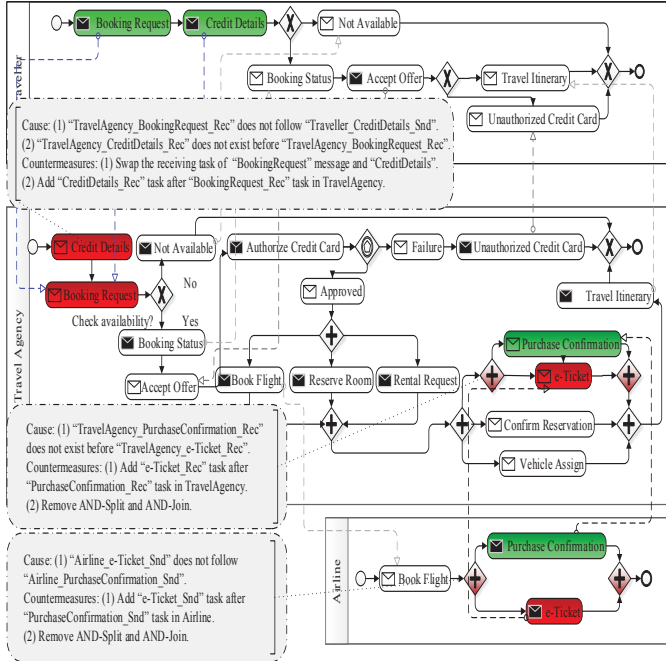 Booking Request
Credit Details
Not Available
Booking Status
Accept Offer
Travel Itinerary
Unauthorized Credit Card
Cause: (1) “TravelAgency_BookingRequest_Rec” does not follow “Traveller_CreditDetails_Snd”.
(2) “TravelAgency_CreditDetails_Rec” does not exist before “TravelAgency_BookingRequest_Rec”.
Countermeasures: (1) Swap the receiving task of “BookingRequest” message and “CreditDetails”.
(2) Add “CreditDetails_Rec” task after “BookingRequest_Rec” task in TravelAgency.
Travel Agency
Credit Details
Not Available
Authorize Credit Card
Failure
Unauthorized Credit Card
Booking Request
No
Approved
Travel Itinerary
Check availability?
Yes
Booking Status
Purchase Confirmation
Accept Offer
Book Flight
Reserve Room
Rental Request
e-Ticket
Confirm Reservation
Vehicle Assign
Cause: (1) “TravelAgency_PurchaseConfirmation_Rec”
does not exist before “TravelAgency_e-Ticket_Rec”.
Countermeasures: (1) Add “e-Ticket_Rec” task after
“PurchaseConfirmation_Rec” task in TravelAgency.
(2) Remove AND-Split and AND-Join.
Cause: (1) “Airline_e-Ticket_Snd” does not follow
“Airline_PurchaseConfirmation_Snd”.
Countermeasures: (1) Add “e-Ticket_Snd” task after
“PurchaseConfirmation_Snd” task in Airline.
(2) Remove AND-Split and AND-Join.
Airline
Book Flight
Purchase Confirmation
e-Ticket